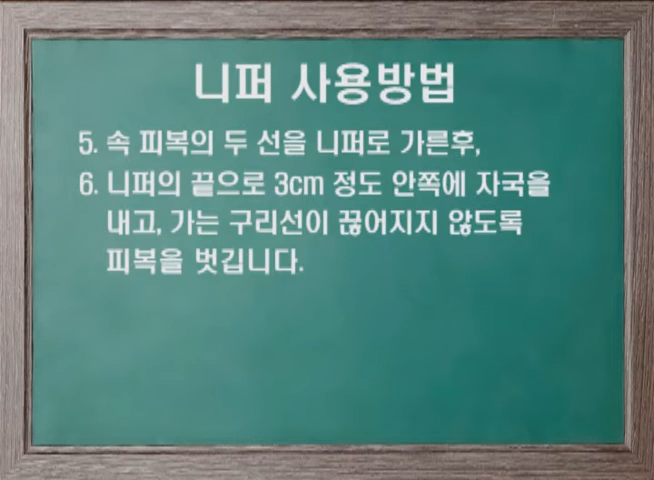 니퍼 사용방법
5. 속 피복의 두 선을 니퍼로 가른후,
6. 니퍼의 끝으로 3cm 정도 안쪽에 자국을
내고, 가는 구리선이 끊어지지 않도록
피복을 벗깁니다.